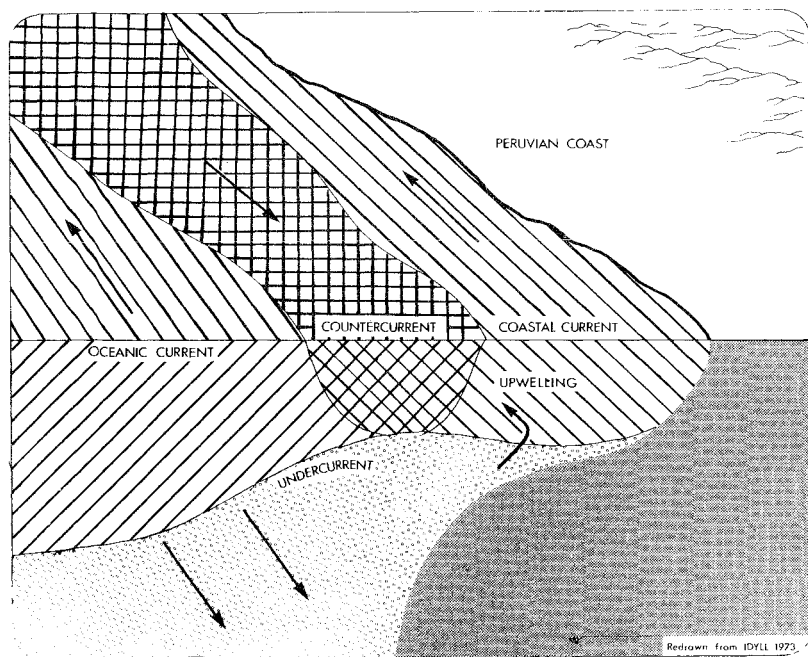 PERUVIAN COAST
COUNTERCURRENT
COASTAL CURRENT
OCEANIC CURRENT
UPWELLING
UNDERCURRENT
Redrawn from IDYLL 1973